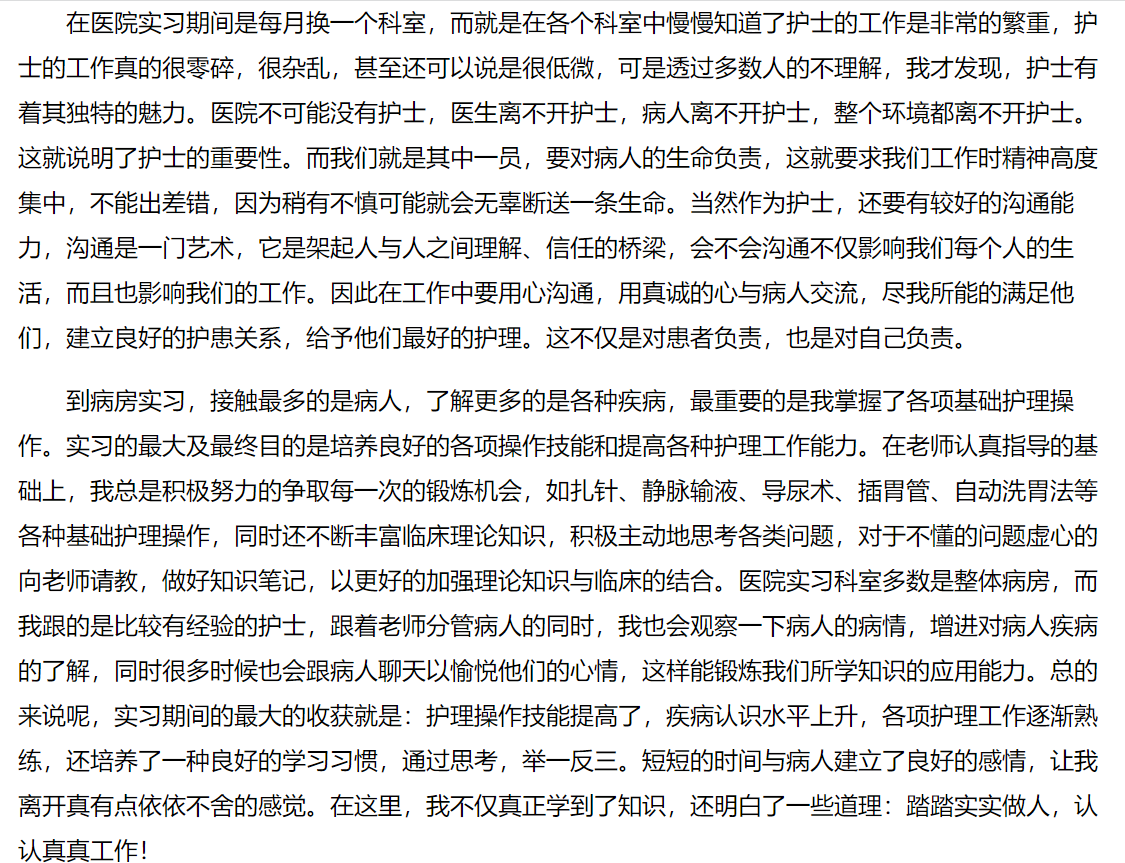 在医院实习期间是每月换一个科室，而就是在各个科室中慢慢知道了护士的工作是非常的繁重，护
士的工作真的很零碎，很杂乱，甚至还可以说是很低微，可是透过多数人的不理解，我才发现，护士有
着其独特的魅力。医院不可能没有护士，医生离不开护士，病人离不开护士，整个环境都离不开护士。
这就说明了护士的重要性。而我们就是其中一员，要对病人的生命负责，这就要求我们工作时精神高度
集中，不能出差错，因为稍有不慎可能就会无辜断送一条生命。当然作为护士，还要有较好的沟通能
力，沟通是一门艺术，它是架起人与人之间理解、信任的桥梁，会不会沟通不仅影响我们每个人的生
活，而且也影响我们的工作。因此在工作中要用心沟通，用真诚的心与病人交流，尽我所能的满足他
们，建立良好的护患关系，给予他们最好的护理。这不仅是对患者负责，也是对自己负责。
到病房实习，接触最多的是病人，了解更多的是各种疾病，最重要的是我掌握了各项基础护理操
作。实习的最大及最终目的是培养良好的各项操作技能和提高各种护理工作能力。在老师认真指导的基
础上，我总是积极努力的争取每一次的锻炼机会，如扎针、静脉输液、导尿术、插胃管、自动洗胃法等
各种基础护理操作，同时还不断丰富临床理论知识，积极主动地思考各类问题，对于不懂的问题虚心的
向老师请教，做好知识笔记，以更好的加强理论知识与临床的结合。医院实习科室多数是整体病房，而
我跟的是比较有经验的护士，跟着老师分管病人的同时，我也会观察一下病人的病情，增进对病人疾病
的了解，同时很多时候也会跟病人聊天以愉悦他们的心情，这样能锻炼我们所学知识的应用能力。总的
来说呢，实习期间的最大的收获就是：护理操作技能提高了，疾病认识水平上升，各项护理工作逐渐熟
练，还培养了一种良好的学习习惯，通过思考，举一反三。短短的时间与病人建立了良好的感情，让我
离开真有点依依不舍的感觉。在这里，我不仅真正学到了知识，还明白了一些道理：踏踏实实做人，认
认真真工作！